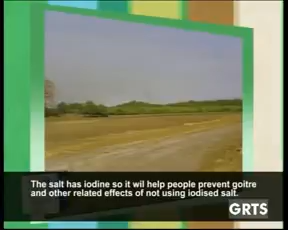 The salt has iodine so it wil help people prevent goitre
and other related effects of not using iodised salt.
GRTS